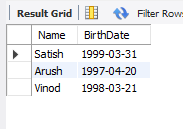 Result Grid Filter Rows
Name BirthDate
Satish 1999-03-31
Arush 1997-04-20
Vinod 1998-03-21